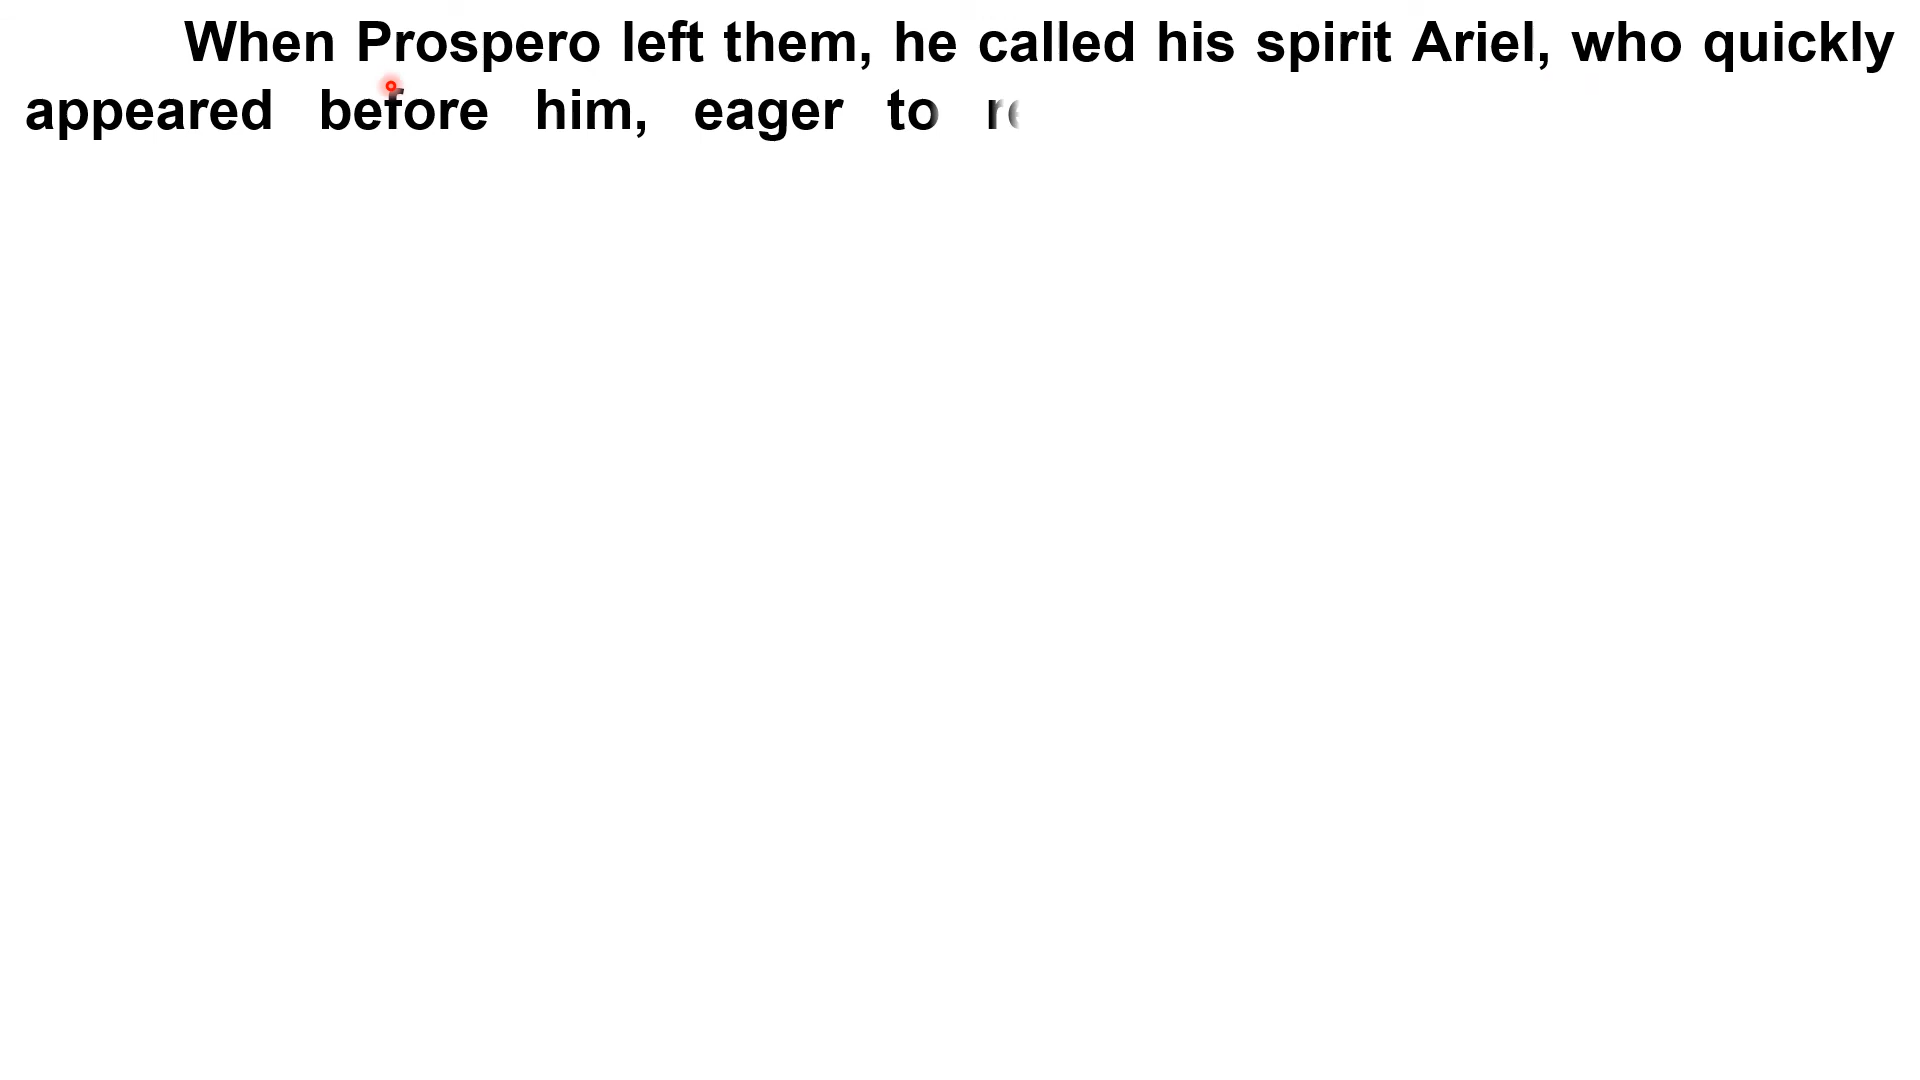 When Prospero left them, he called his spirit Ariel, who quickly
appeared before him, eager to